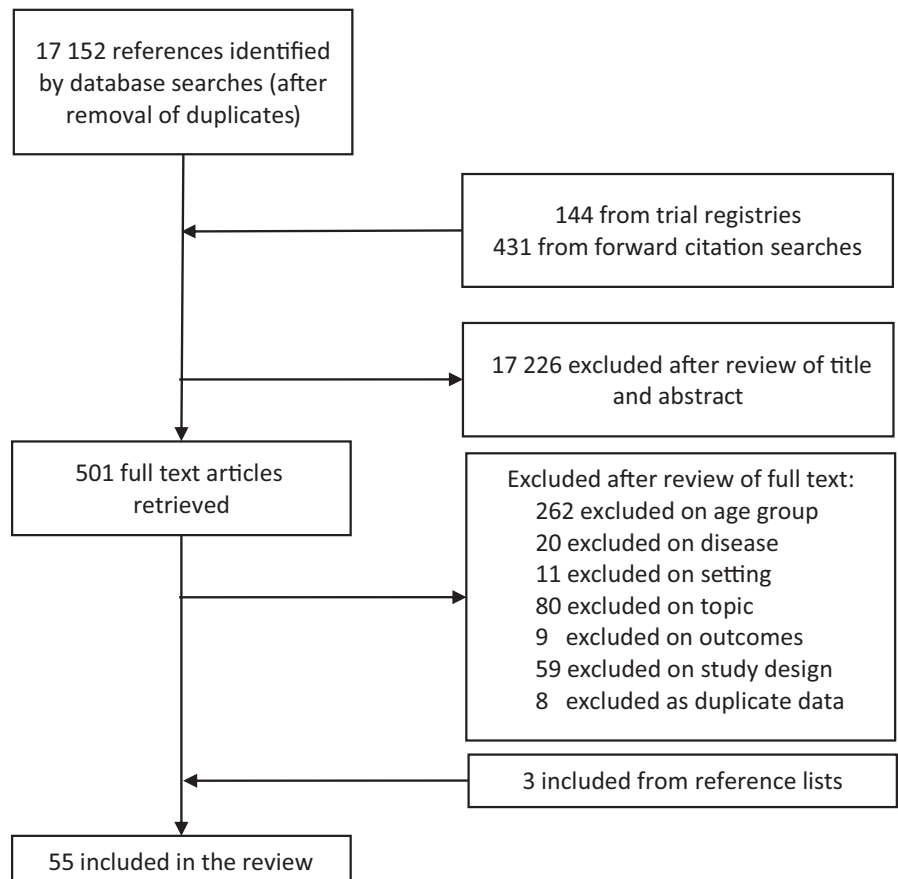 17 152 references identified
by database searches (after
removal of duplicates)
144 from trial registries
431 from forward citation searches
17 226 excluded after review of title
and abstract
501 full text articles
retrieved
Excluded after review of full text:
262 excluded on age group
20 excluded on disease
11 excluded on setting
80 excluded on topic
9 excluded on outcomes
59 excluded on study design
8 excluded as duplicate data
3 included from reference lists
55 included in the review